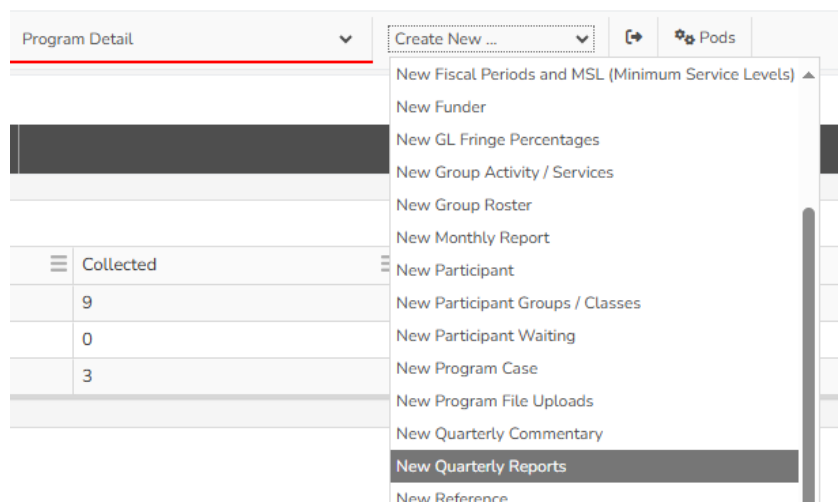 Program Detail
Create New ...
Pods
New Fiscal Periods and MSL (Minimum Service Levels)
New Funder
New GL Fringe Percentages
New Group Activity / Services
New Group Roster
New Monthly Report
Collected
New Participant
9
New Participant Groups / Classes
0
New Participant Waiting
3
New Program Case
New Program File Uploads
New Quarterly Commentary
New Quarterly Reports
New Reference